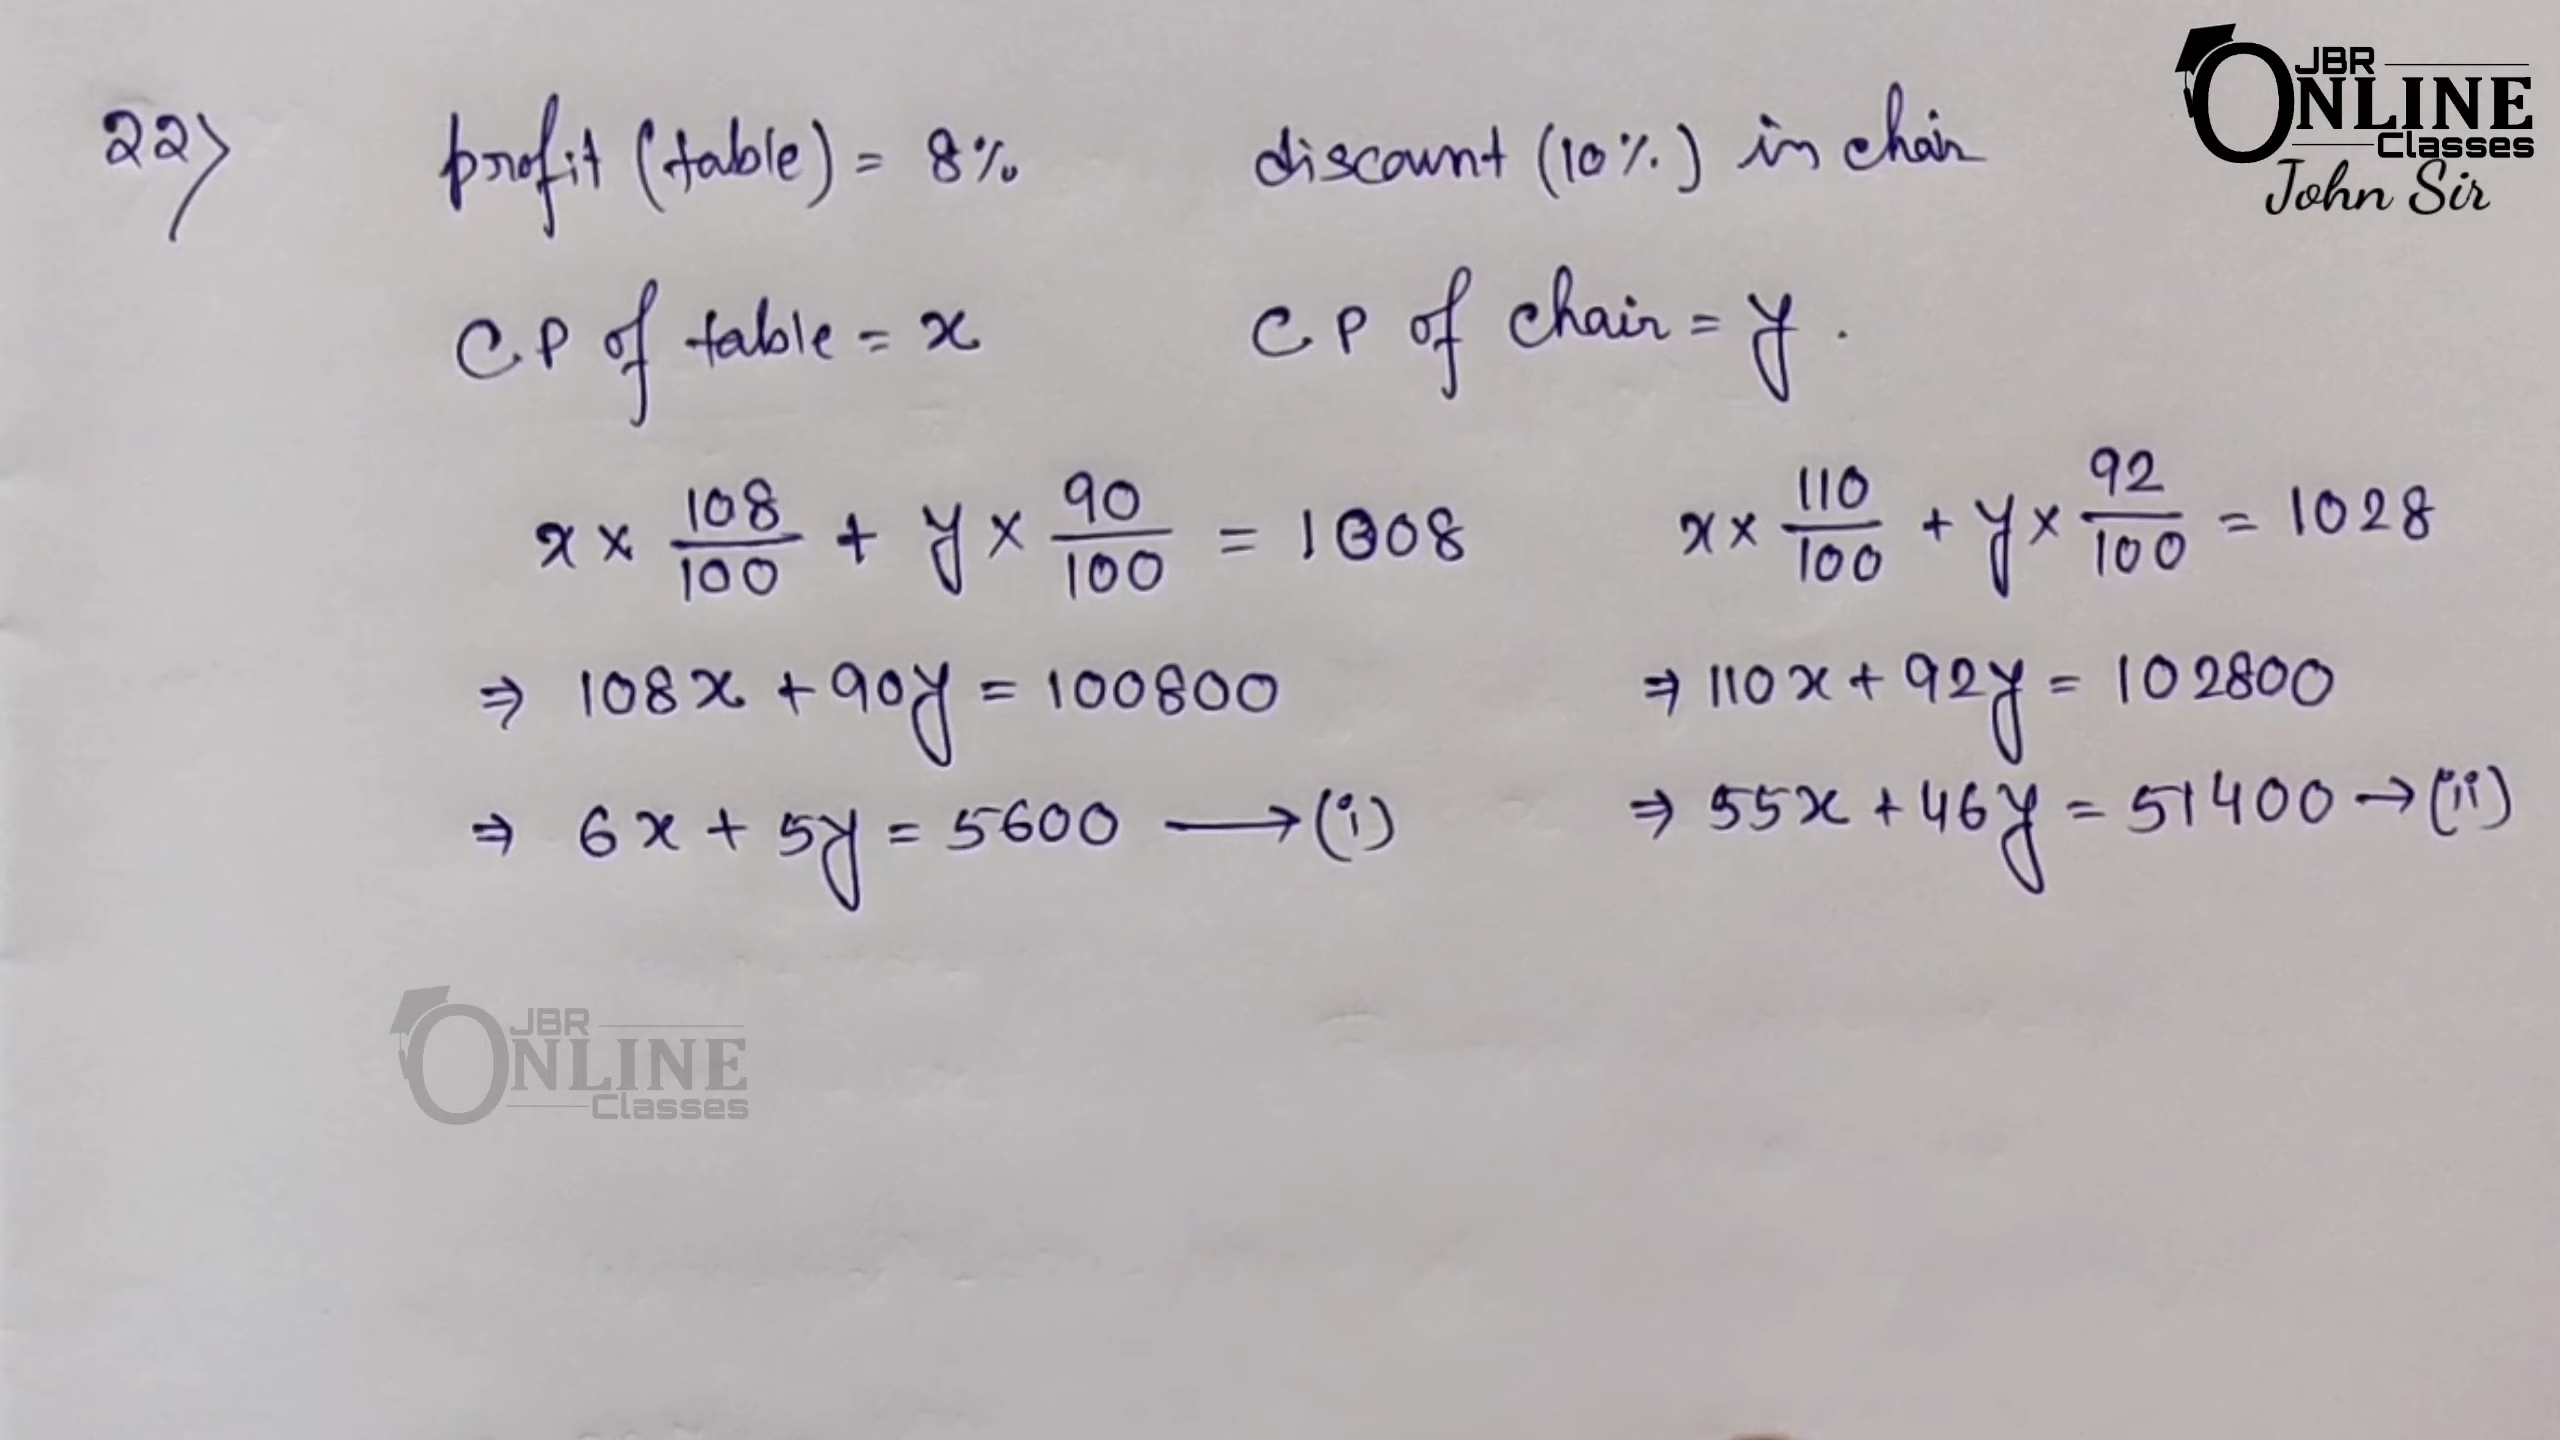 JBR
ONLINE
Classes
John Sir
22) profit (table) = 8% discount (10%) in chair
CP of table = x CP of chair = y.
x × 108/100 + y × 90/100 = 1008 x × 110/100 + y × 92/100 = 1028
⇒ 108x + 90y = 100800 ⇒ 110x + 92y = 102800
⇒ 6x + 5y = 5600 ⟶ (i) ⇒ 55x + 46y = 51400 → (ii)
JBR
ONLINE
Classes